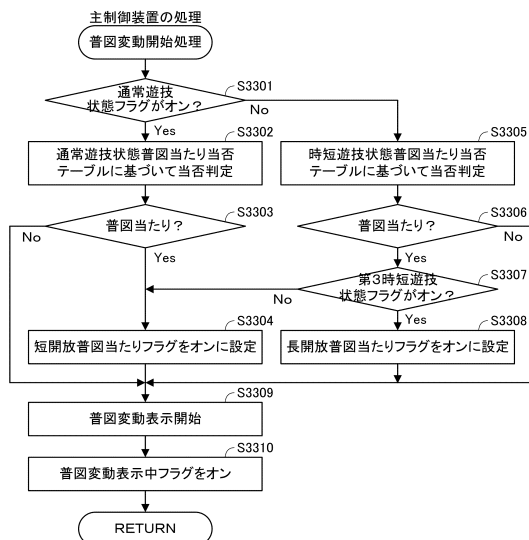 主制御装置の処理
普図変動開始処理
S3301
通常遊技
状態フラグがオン？
No
Yes
S3302
通常遊技状態普図当たり当否
テーブルに基づいて当否判定
S3305
時短遊技状態普図当たり当否
テーブルに基づいて当否判定
S3303
普図当たり？
No
Yes
S3306
普図当たり？
No
Yes
S3307
第3時短遊技
状態フラグがオン？
No
Yes
S3304
短開放普図当たりフラグをオンに設定
S3308
長開放普図当たりフラグをオンに設定
S3309
普図変動表示開始
S3310
普図変動表示中フラグをオン
RETURN